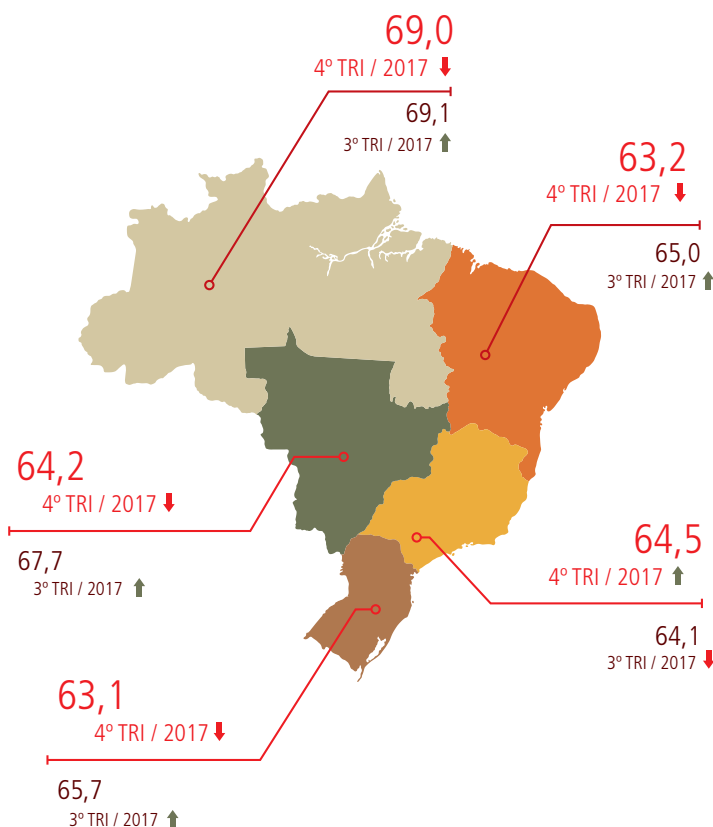 69,0
4º TRI / 2017
69,1
3º TRI / 2017
63,2
4º TRI / 2017
65,0
3º TRI / 2017
64,2
4º TRI / 2017
67,7
3º TRI / 2017
64,5
4º TRI / 2017
64,1
3º TRI / 2017
63,1
4º TRI / 2017
65,7
3º TRI / 2017